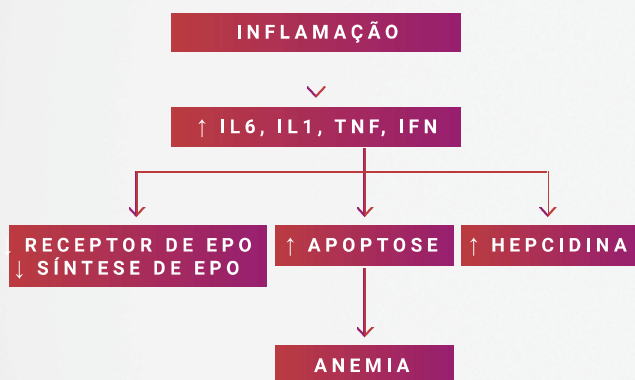 INFLAMAÇÃO
↑ IL6, IL1, TNF, IFN
↓ RECEPTOR DE EPO
↓ SÍNTESE DE EPO
↑ APOPTOSE
↑ HEPCIDINA
ANEMIA